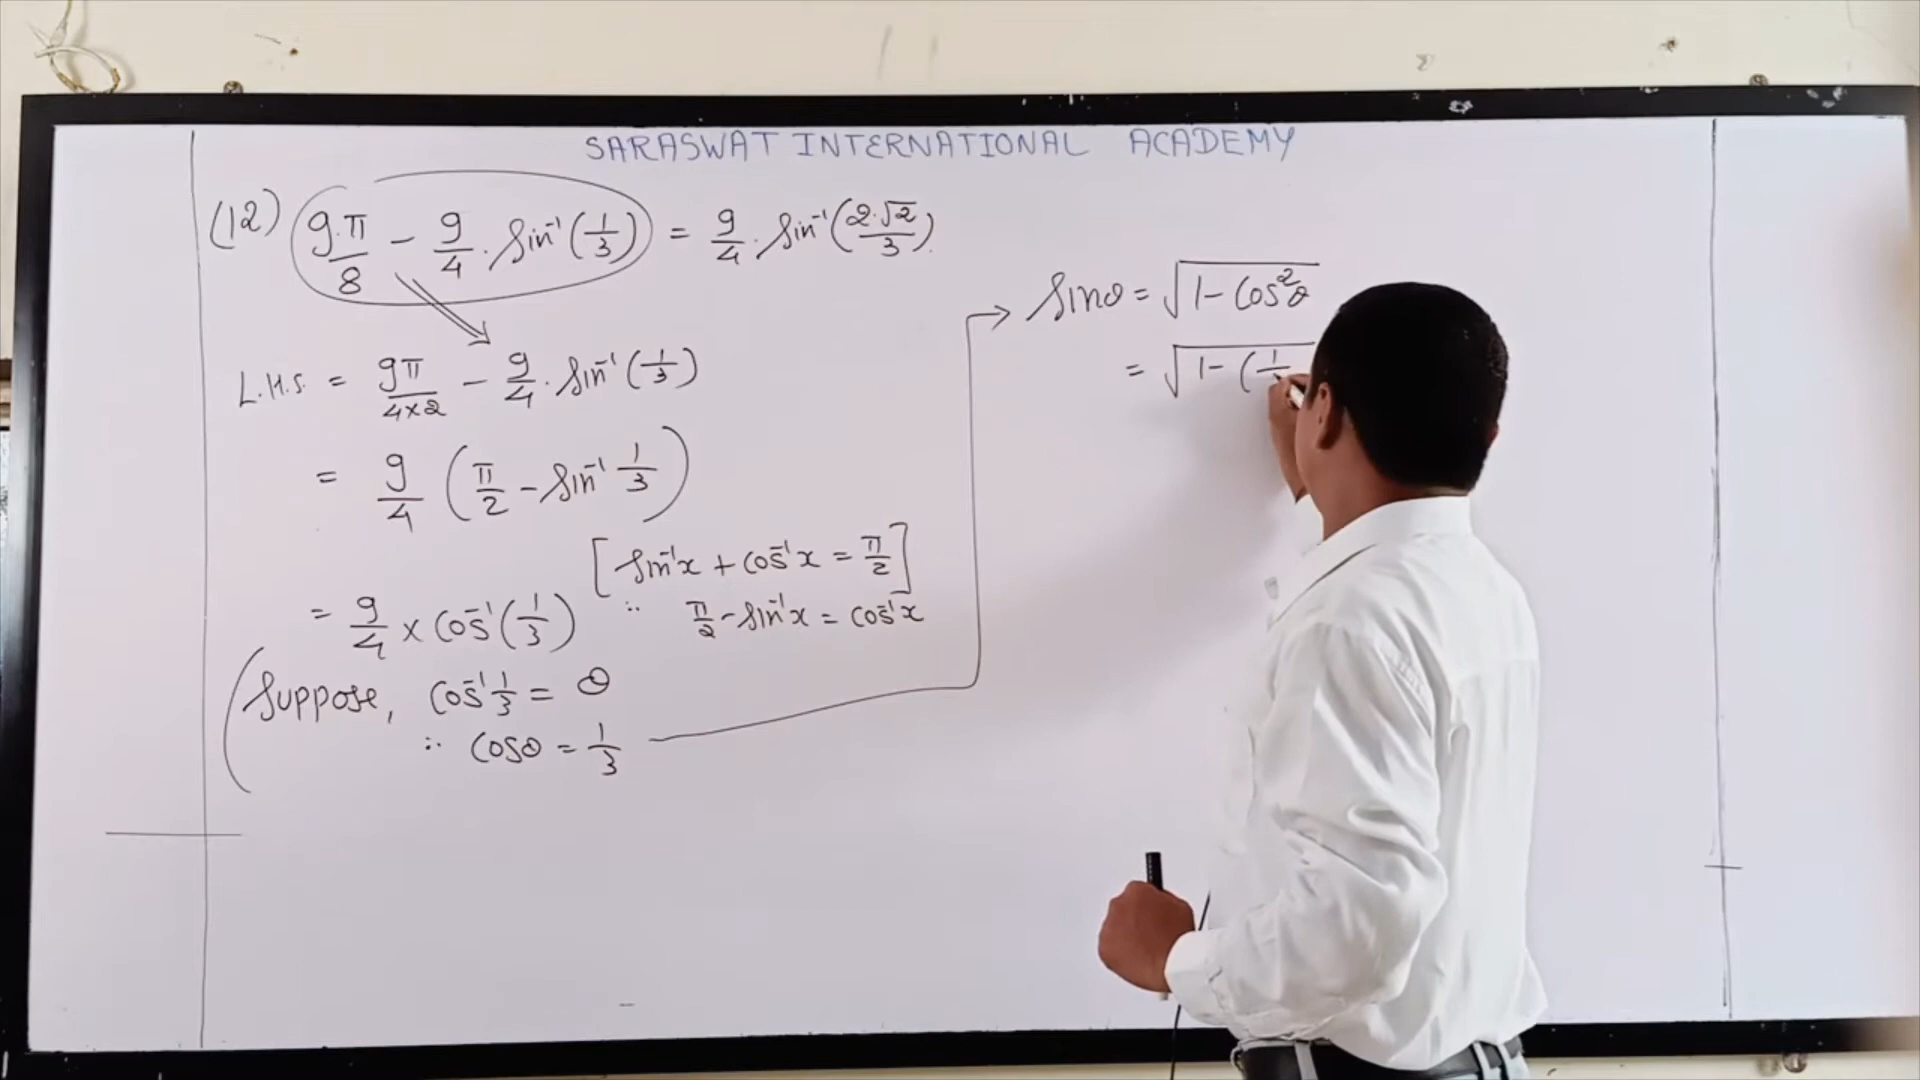 SARASWAT INTERNATIONAL ACADEMY
(12) 9·π/8 - 9/4 · sin⁻¹(1/3) = 9/4 · sin⁻¹(2·√2/3).
L.H.S. = 9π/4×2 - 9/4 · sin⁻¹(1/3)
= 9/4 (π/2 - sin⁻¹ 1/3)
[sin⁻¹x + cos⁻¹x = π/2]
= 9/4 × cos⁻¹(1/3) ∵ π/2 - sin⁻¹x = cos⁻¹x
(Suppose, cos⁻¹ 1/3 = θ
∴ cosθ = 1/3
→ sinθ = √1 - cos²θ
= √1 - (1/